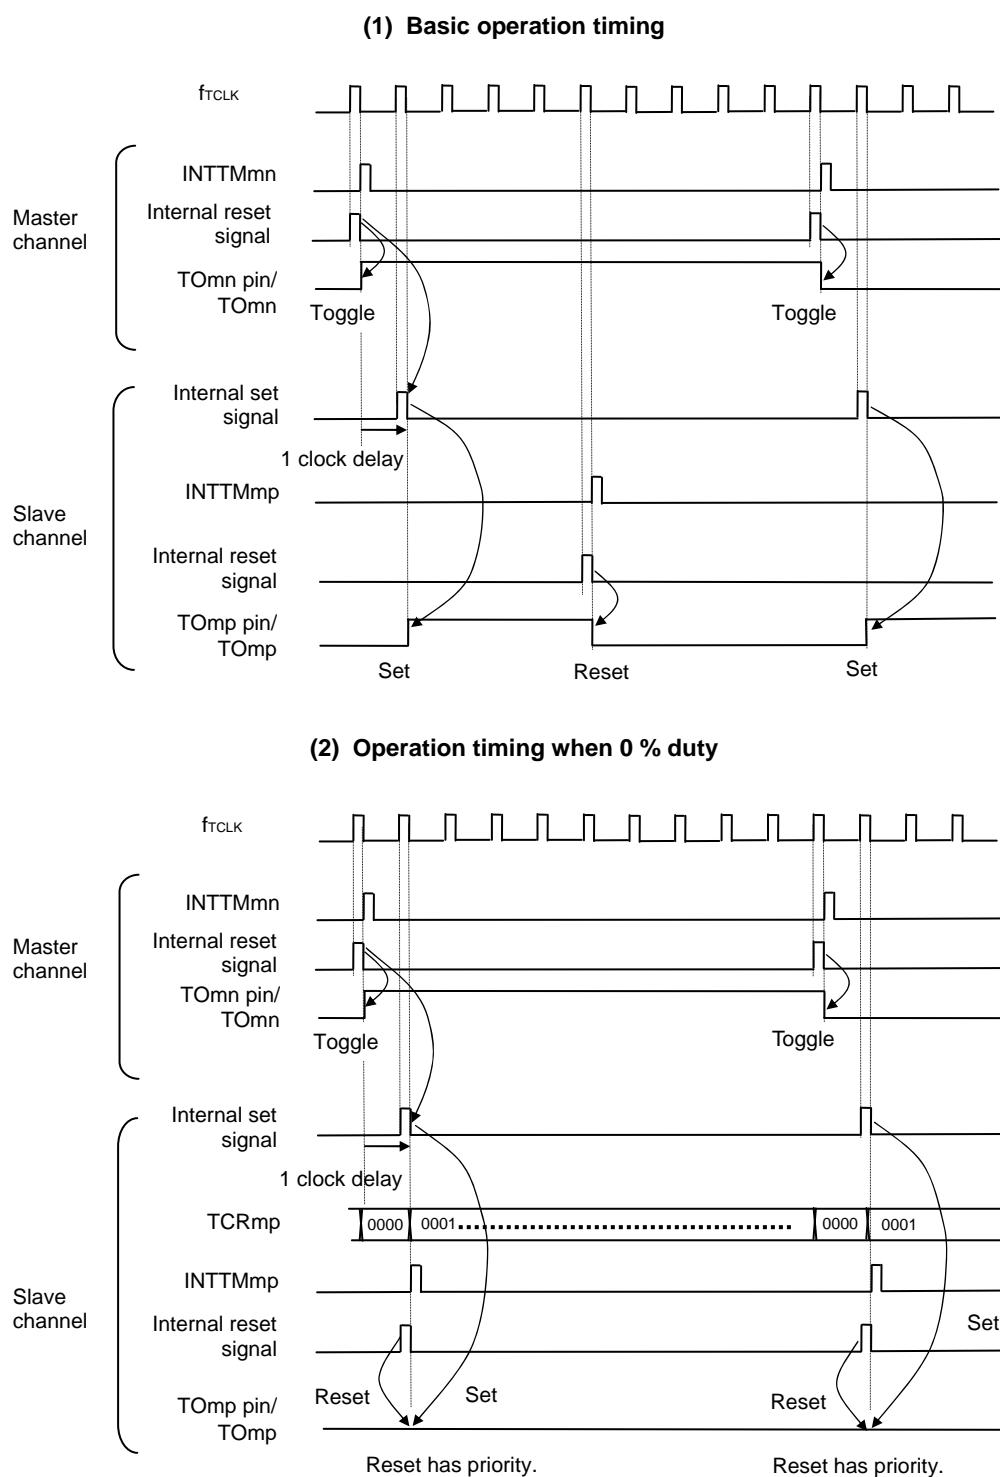 (1) Basic operation timing
fTCLK
INTTMmn
Internal reset
signal
Master
channel
TOmn pin/
TOmn
Toggle
Toggle
Internal set
signal
1 clock delay
INTTMmp
Slave
channel
Internal reset
signal
TOmp pin/
TOmp
Set
Reset
Set
(2) Operation timing when 0 % duty
fTCLK
INTTMmn
Internal reset
signal
Master
channel
TOmn pin/
TOmn
Toggle
Toggle
Internal set
signal
1 clock delay
TCRmp
0000
0001
0000
0001
INTTMmp
Slave
channel
Internal reset
signal
Set
Reset
Set
Reset
TOmp pin/
TOmp
Reset has priority.
Reset has priority.